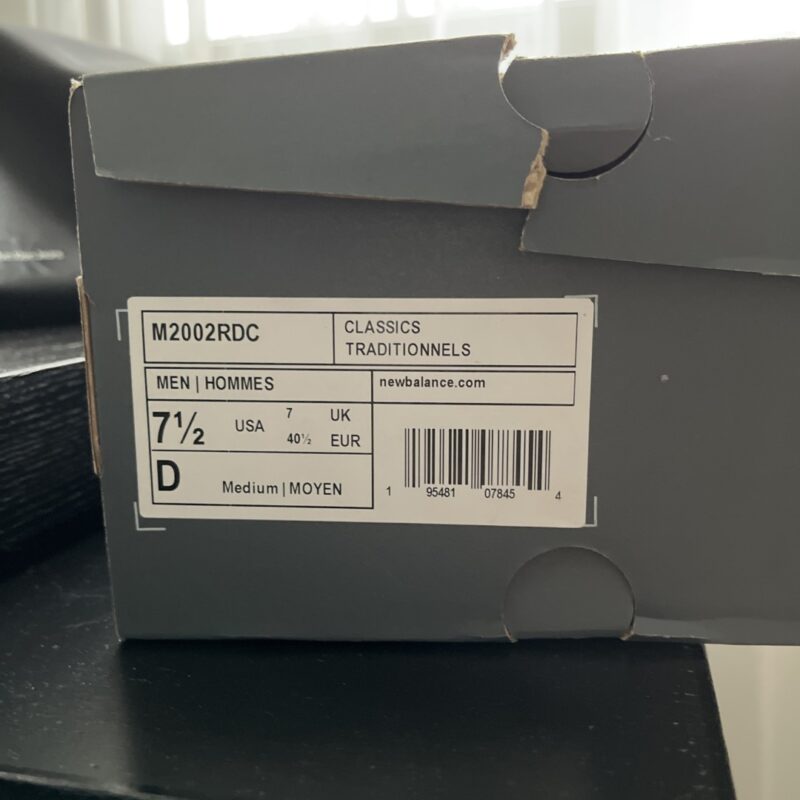 M2002RDC
CLASSICS
TRADITIONNELS
MEN | HOMMES
newbalance.com
7½ USA 7 UK
40½ EUR
D Medium | MOYEN
1 95481 07845 4